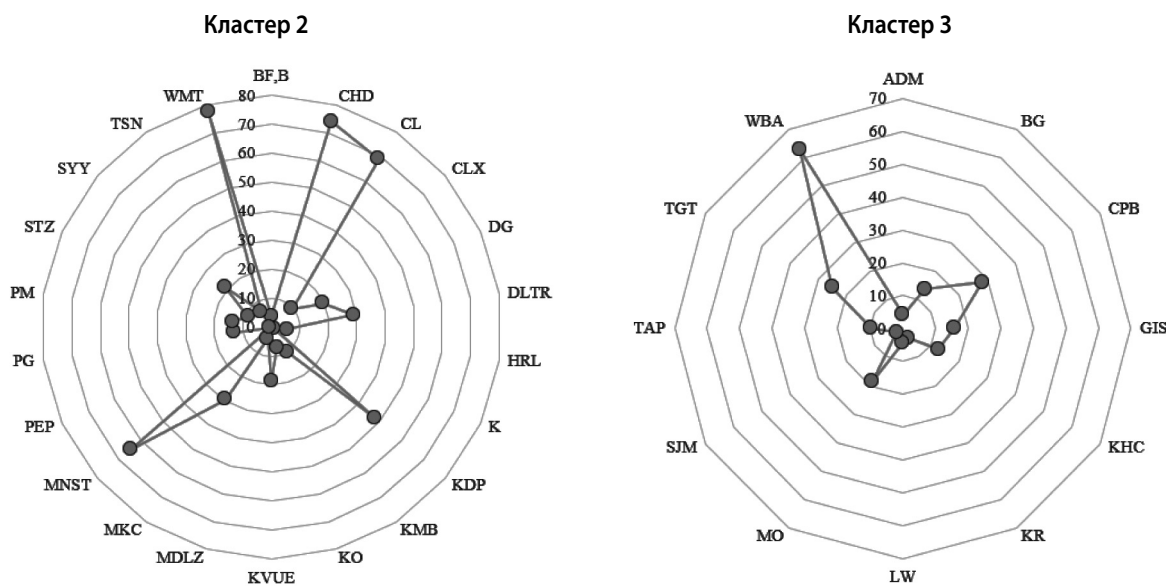 Кластер 2
BF,B
CHD
CL
CLX
DG
DLTR
HRL
K
KDP
KMB
KO
KVUE
MDLZ
MKC
MNST
PEP
PG
PM
STZ
SYY
TSN
WMT
80
70
60
50
40
30
20
10
0
Кластер 3
ADM
BG
CPB
GIS
KHC
KR
LW
MO
SJM
TAP
TGT
WBA
70
60
50
40
30
20
10
0